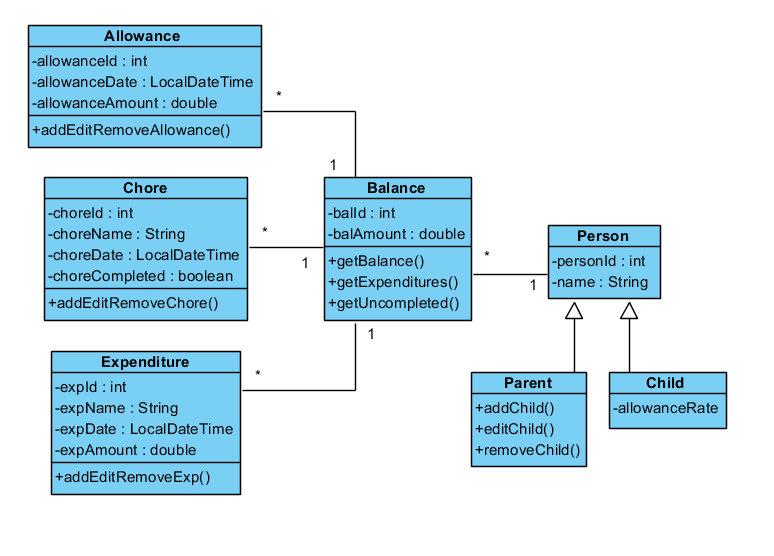 Allowance
-allowanceId : int
-allowanceDate : LocalDateTime
-allowanceAmount : double
+addEditRemoveAllowance()
*
1
Chore
-choreId : int
-choreName : String
-choreDate : LocalDateTime
-choreCompleted : boolean
+addEditRemoveChore()
*
1
Balance
-balId : int
-balAmount : double
+getBalance()
+getExpenditures()
+getUncompleted()
*
1
Person
-personId : int
-name : String
1
*
Expenditure
-expId : int
-expName : String
-expDate : LocalDateTime
-expAmount : double
+addEditRemoveExp()
Parent
+addChild()
+editChild()
+removeChild()
Child
-allowanceRate